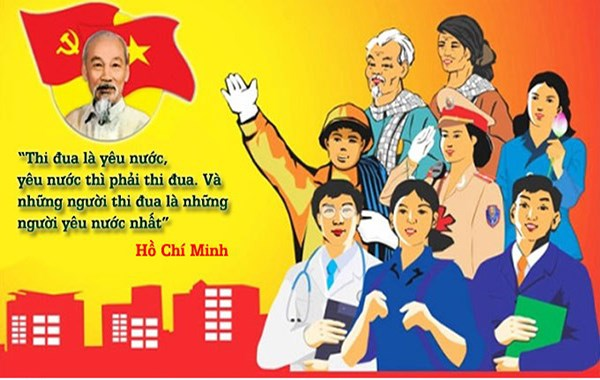 “Thi đua là yêu nước,
yêu nước thì phải thi đua. Và
những người thi đua là những
người yêu nước nhất”
Hồ Chí Minh